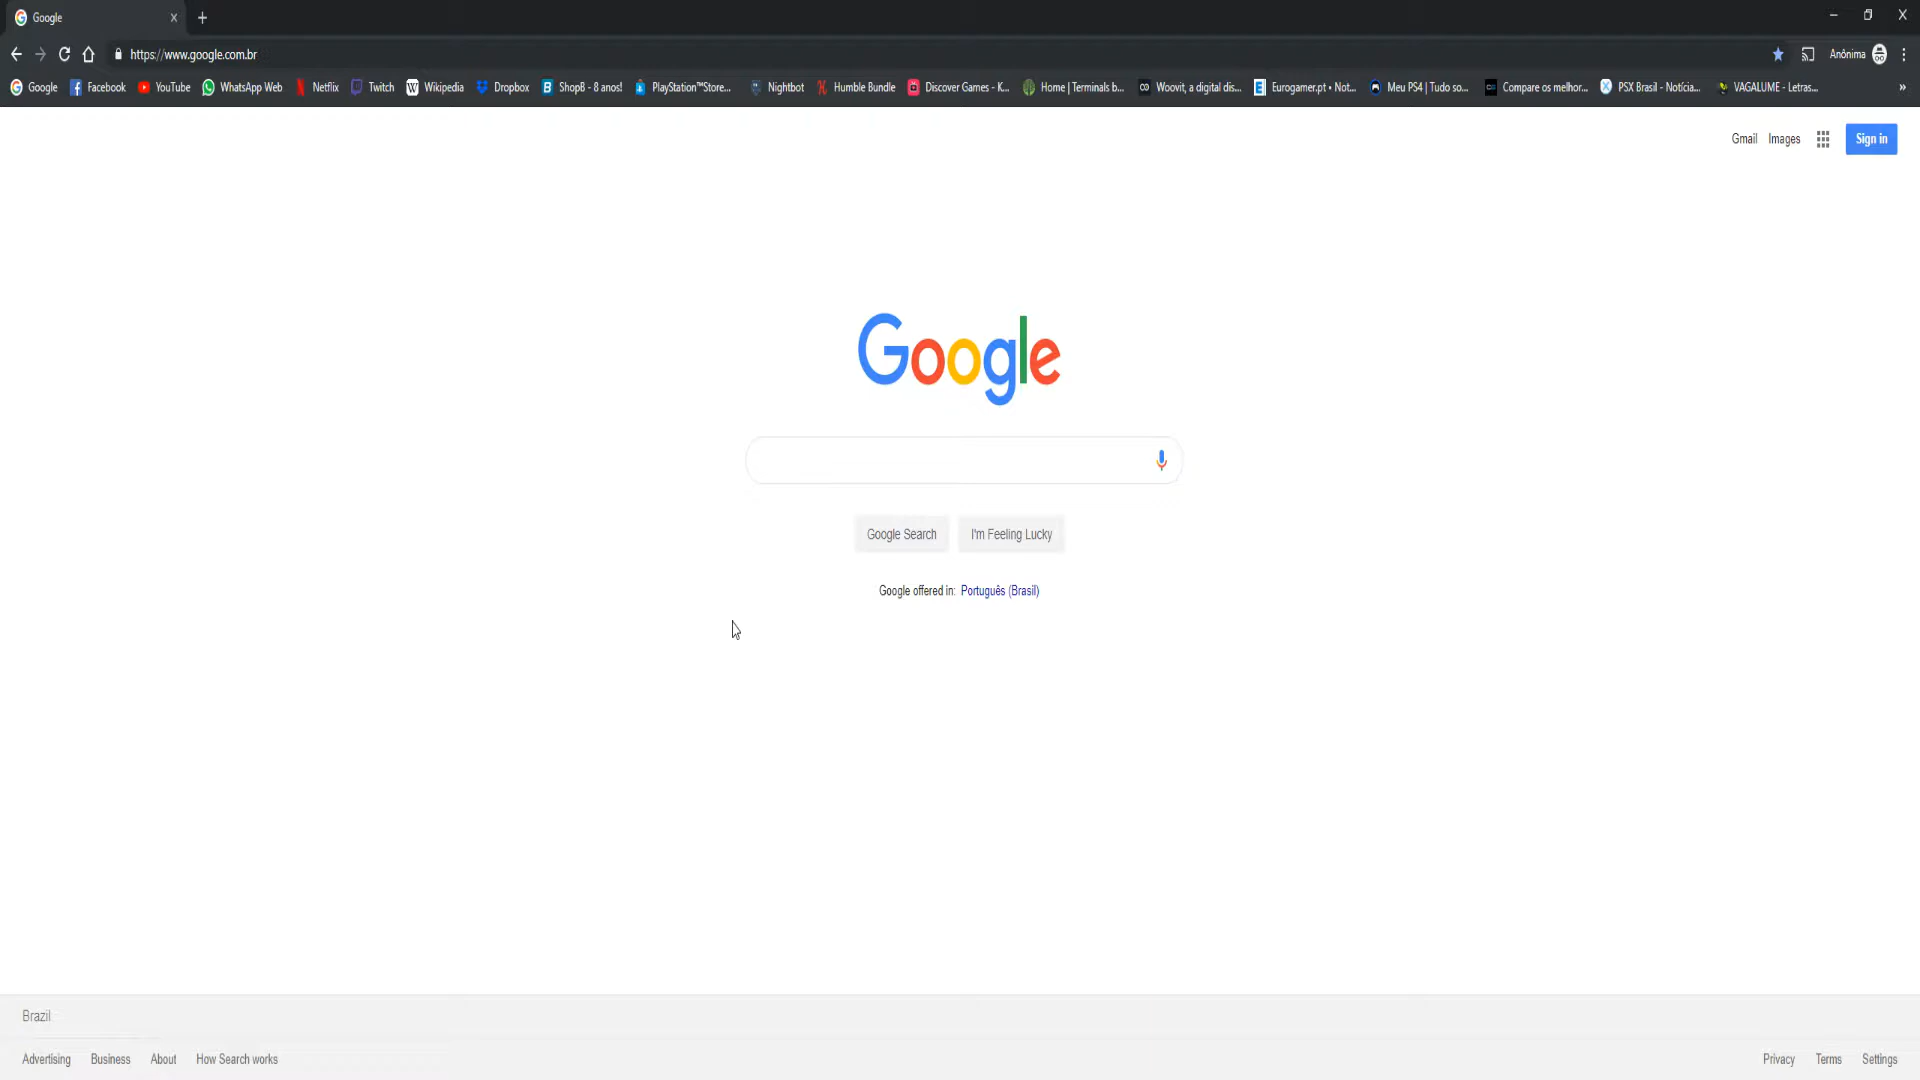 Google
https://www.google.com.br
Anônima
Google Facebook YouTube WhatsApp Web Netflix Twitch Wikipedia Dropbox ShopB - 8 anos! PlayStation™Store... Nightbot Humble Bundle Discover Games - K... Home | Terminals b... Woovit, a digital dis... Eurogamer.pt • Not... Meu PS4 | Tudo so... Compare os melhor... PSX Brasil - Notícia... VAGALUME - Letras... »
Gmail Images Sign in
Google
Google Search I'm Feeling Lucky
Google offered in: Português (Brasil)
Brazil
Advertising Business About How Search works Privacy Terms Settings